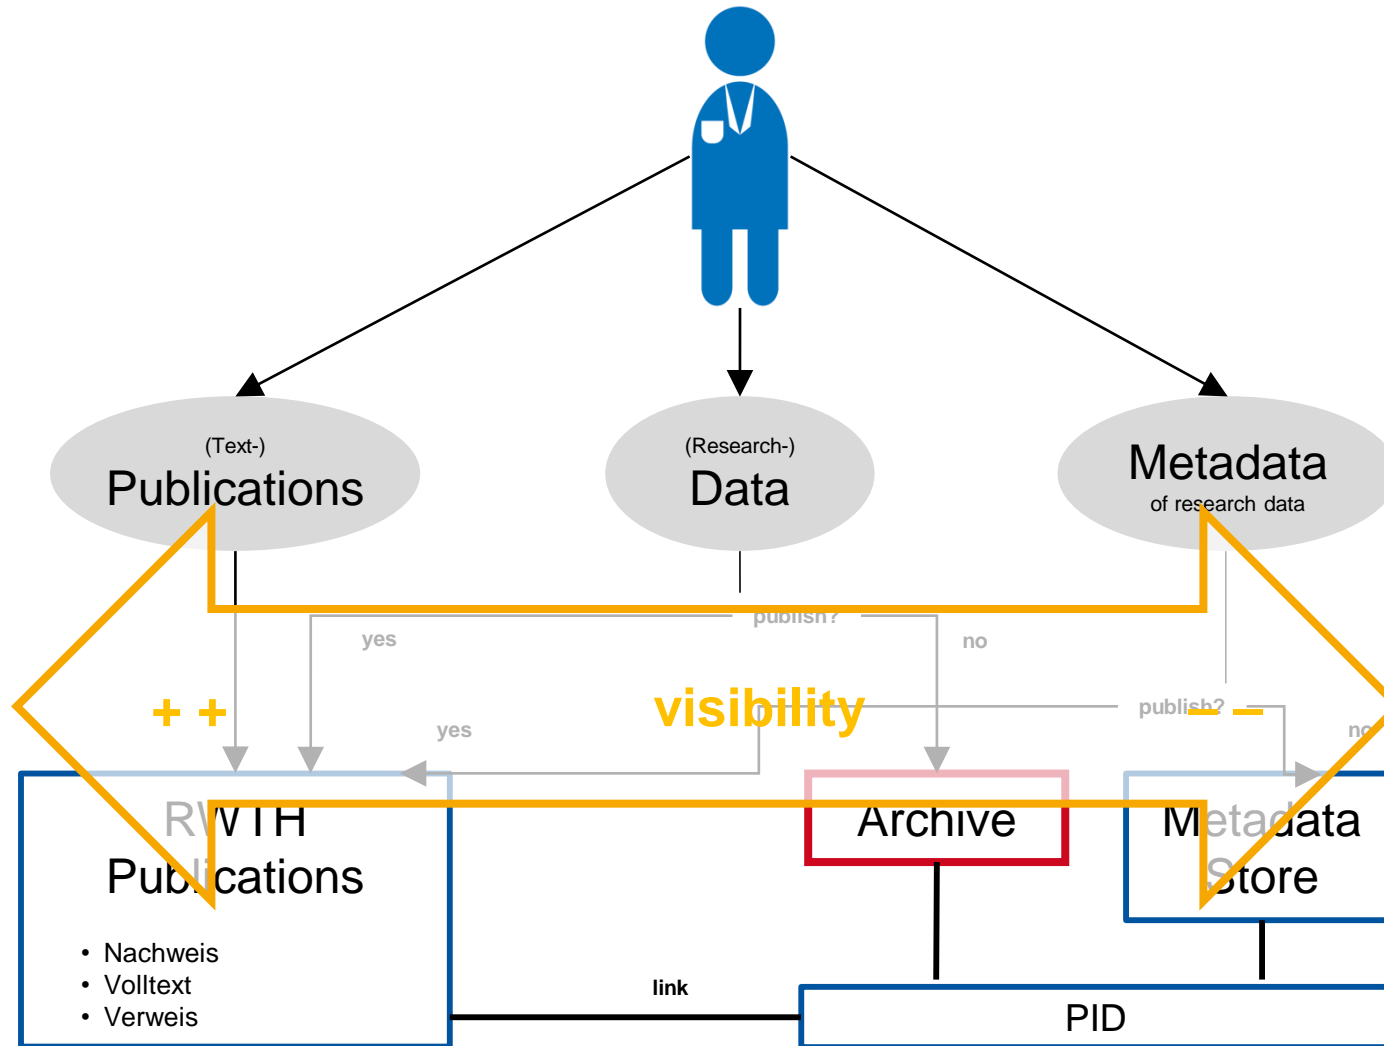 (Text-)
Publications
(Research-)
Data
Metadata
of research data
publish?
yes
no
+ +
visibility
publish?
– –
yes
no
RWTH
Publications
• Nachweis
• Volltext
• Verweis
Archive
Metadata
Store
link
PID